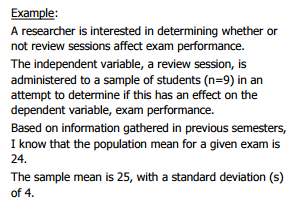 Example:
A researcher is interested in determining whether or
not review sessions affect exam performance.
The independent variable, a review session, is
administered to a sample of students (n=9) in an
attempt to determine if this has an effect on the
dependent variable, exam performance.
Based on information gathered in previous semesters,
I know that the population mean for a given exam is
24.
The sample mean is 25, with a standard deviation (s)
of 4.